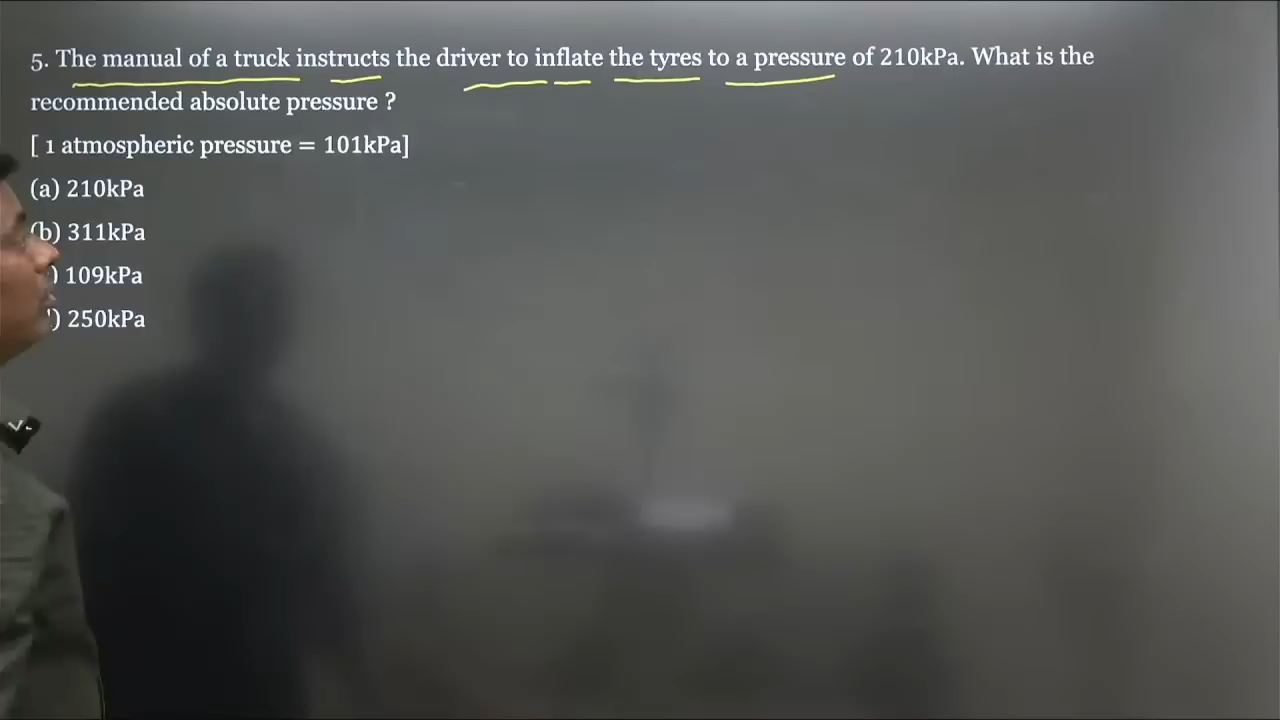 5. The manual of a truck instructs the driver to inflate the tyres to a pressure of 210kPa. What is the
recommended absolute pressure ?
[ 1 atmospheric pressure = 101kPa]
(a) 210kPa
(b) 311kPa
) 109kPa
) 250kPa